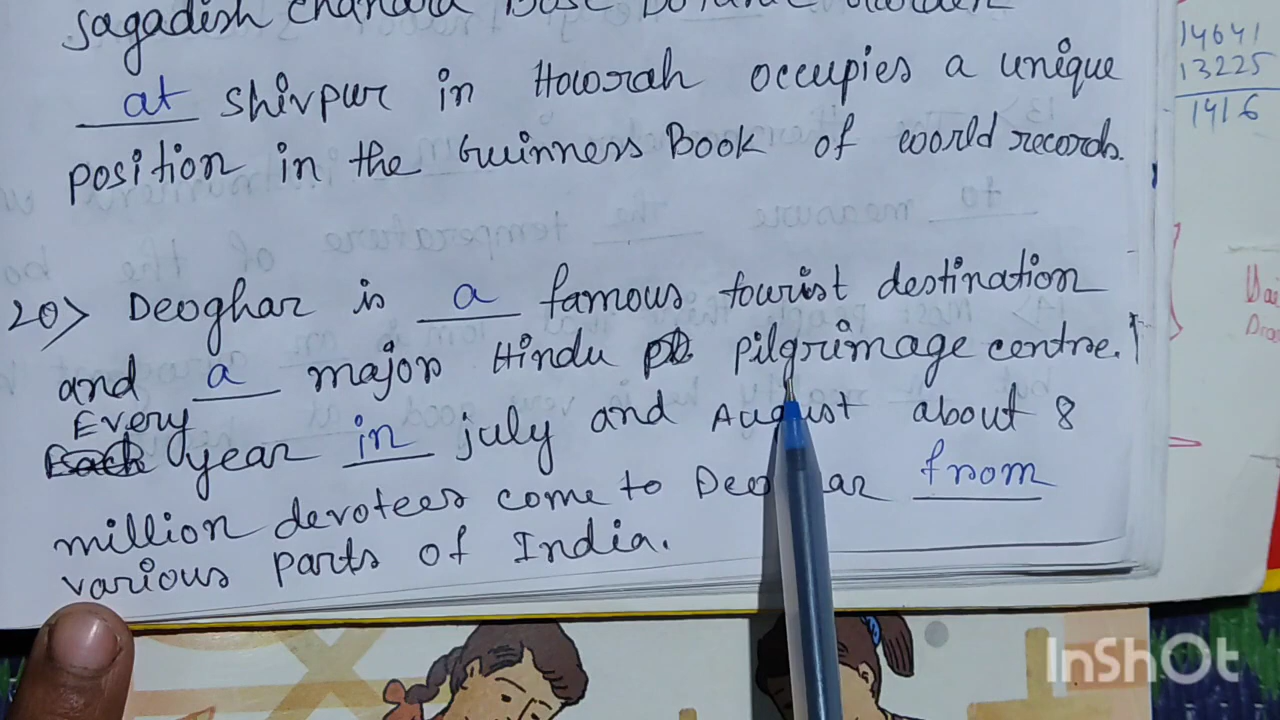 Jagadish Chandra Bose Botanic Garden
at Shivpur in Howrah occupies a unique
position in the Guinness Book of world records.
20> Deoghar is a famous tourist destination
and a major Hindu Pilgrimage centre.
Every
Each year in july and August about 8
million devotees come to Deoghar from
various parts of India.
14641
13225
1416
InShOt